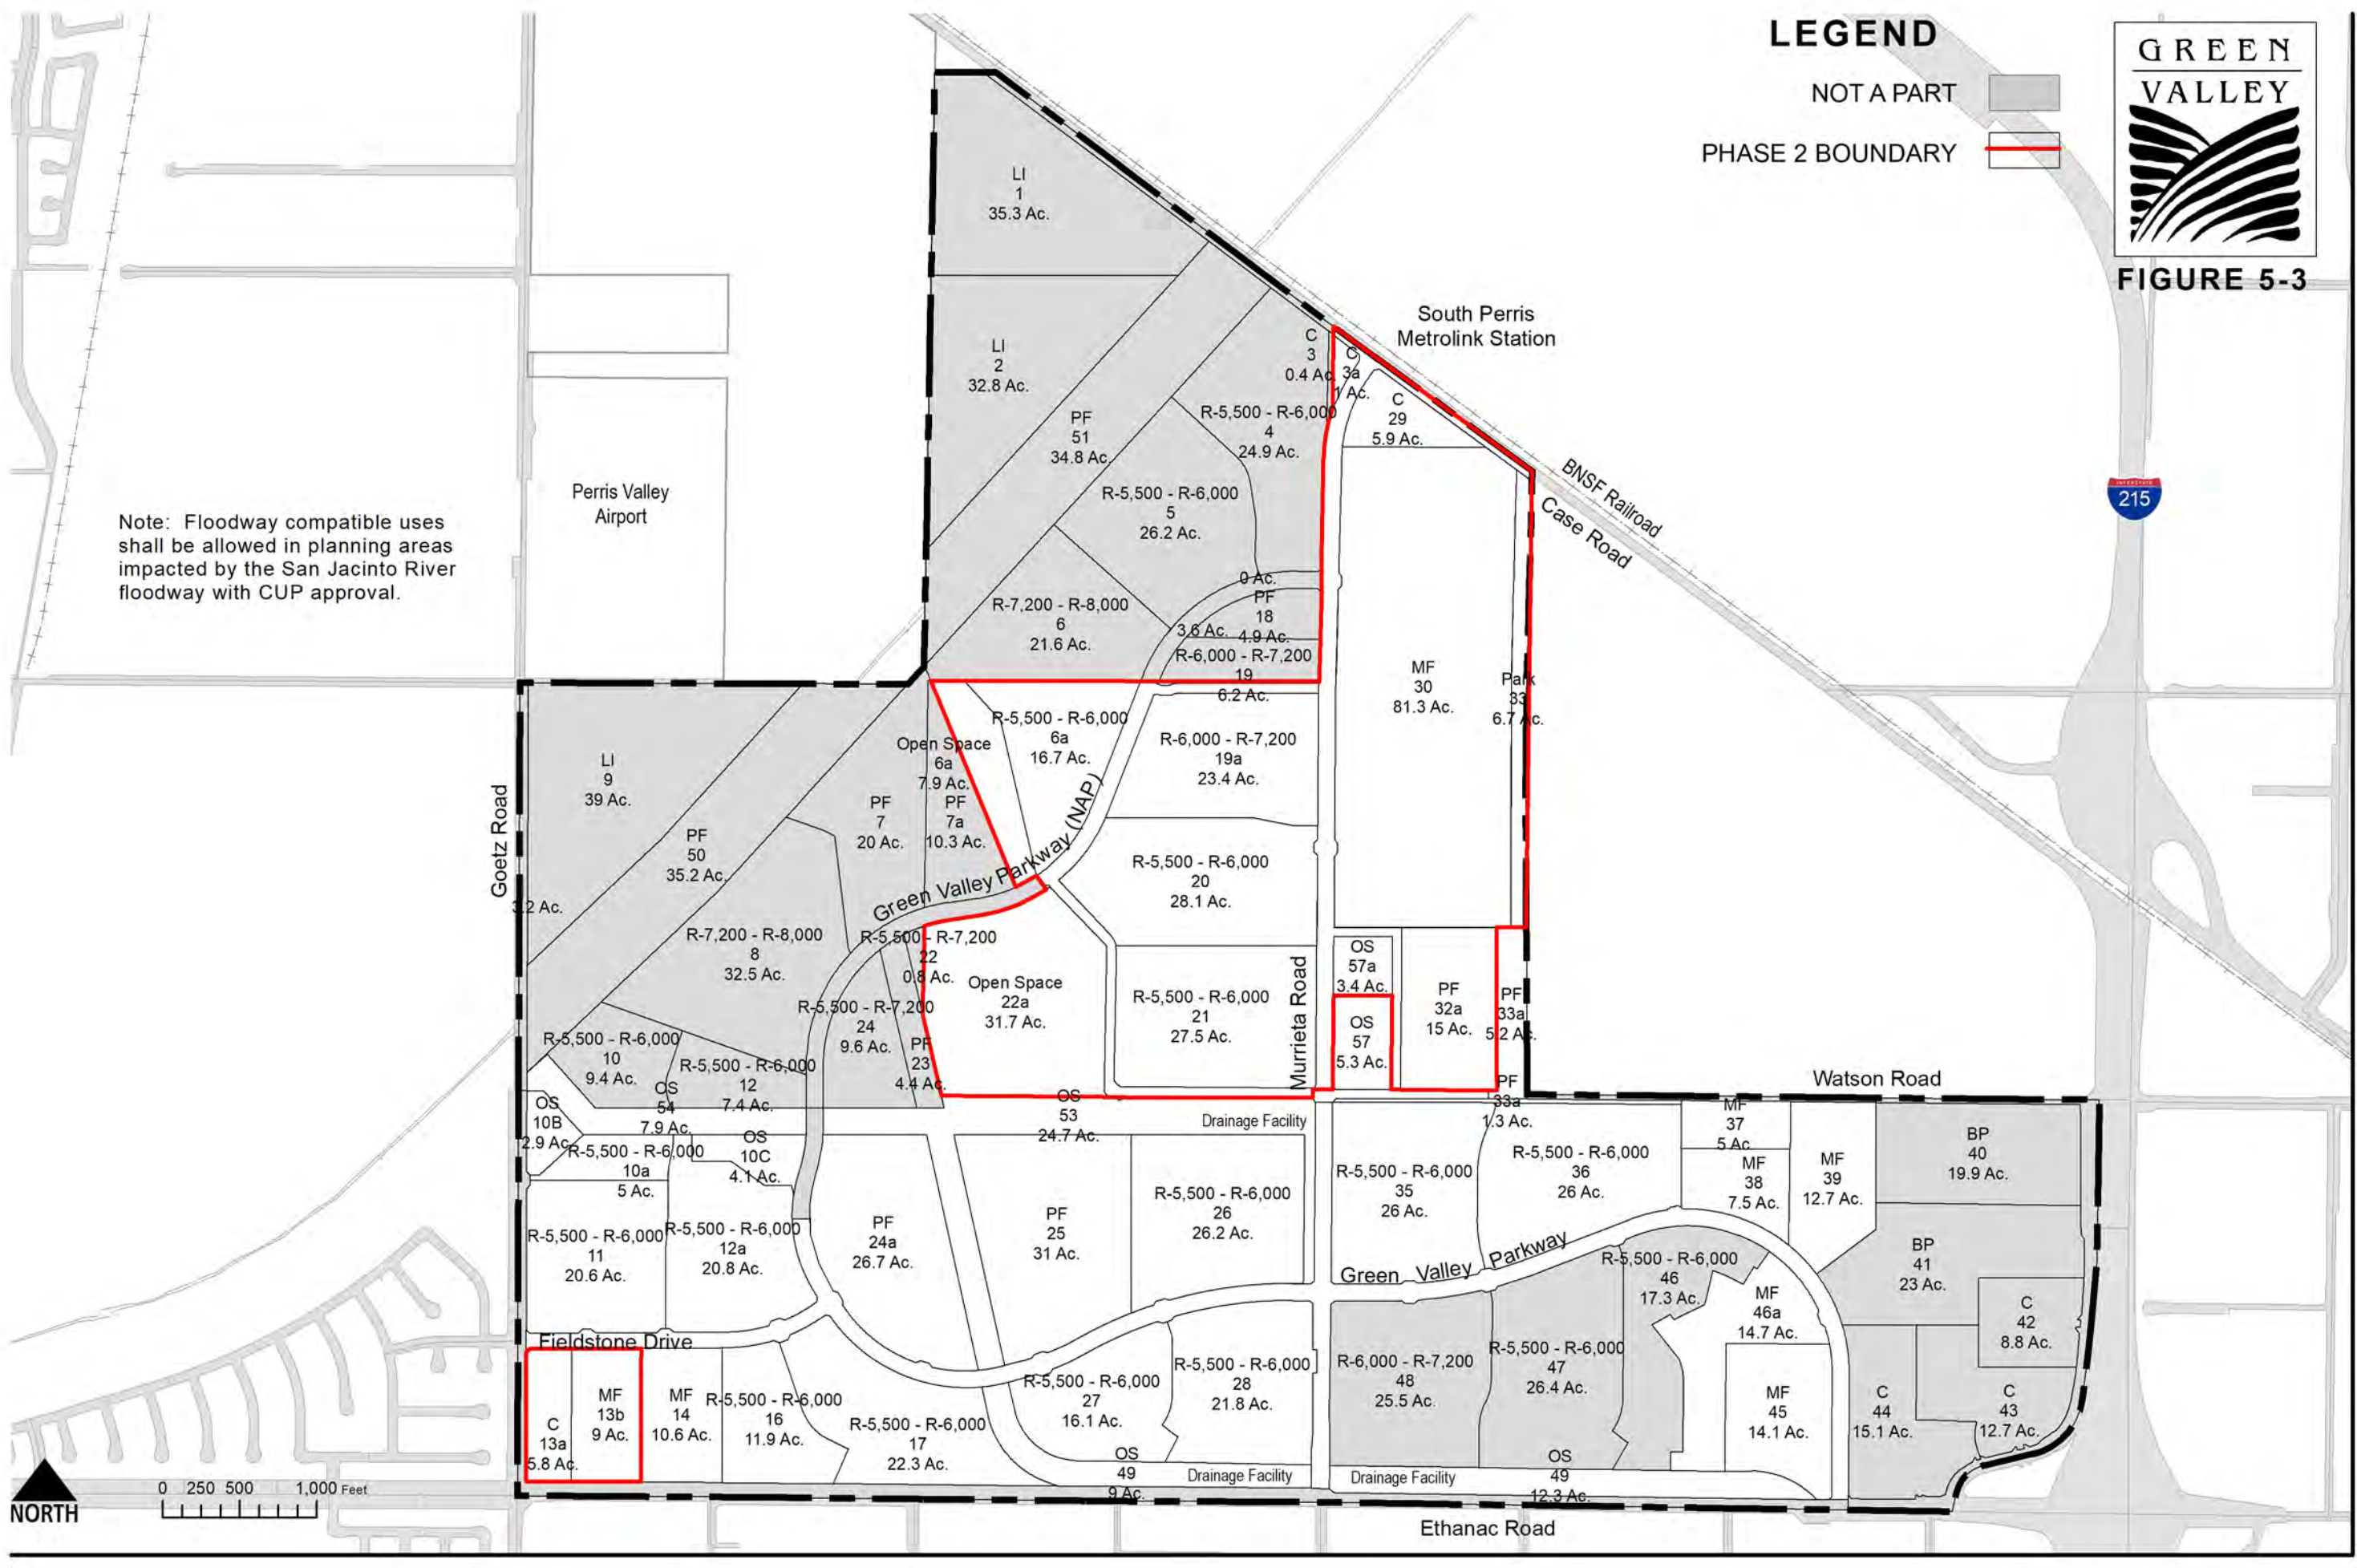 LEGEND
NOT A PART
PHASE 2 BOUNDARY
GREEN
VALLEY
FIGURE 5-3
Note: Floodway compatible uses
shall be allowed in planning areas
impacted by the San Jacinto River
floodway with CUP approval.
Perris Valley
Airport
South Perris
Metrolink Station
BNSF Railroad
Case Road
INTERSTATE
215
LI
1
35.3 Ac.
LI
2
32.8 Ac.
PF
51
34.8 Ac.
C
3
0.4 Ac.
C
3a
1 Ac.
C
29
5.9 Ac.
R-5,500 - R-6,000
4
24.9 Ac.
R-5,500 - R-6,000
5
26.2 Ac.
R-7,200 - R-8,000
6
21.6 Ac.
0 Ac.
PF
18
4.9 Ac.
3.6 Ac.
R-6,000 - R-7,200
19
6.2 Ac.
MF
30
81.3 Ac.
Park
33
6.7 Ac.
R-5,500 - R-6,000
6a
16.7 Ac.
R-6,000 - R-7,200
19a
23.4 Ac.
Open Space
6a
7.9 Ac.
PF
7
20 Ac.
PF
7a
10.3 Ac.
LI
9
39 Ac.
PF
50
35.2 Ac.
Goetz Road
Green Valley Parkway (NAP)
R-5,500 - R-6,000
20
28.1 Ac.
R-7,200 - R-8,000
8
32.5 Ac.
R-5,500 - R-7,200
22
0.8 Ac.
Open Space
22a
31.7 Ac.
R-5,500 - R-6,000
21
27.5 Ac.
Murrieta Road
OS
57a
3.4 Ac.
OS
57
5.3 Ac.
PF
32a
15 Ac.
PF
33a
5.2 Ac.
R-5,500 - R-7,200
24
9.6 Ac.
PF
23
4.4 Ac.
R-5,500 - R-6,000
10
9.4 Ac.
R-5,500 - R-6,000
12
7.4 Ac.
OS
54
7.9 Ac.
OS
10B
2.9 Ac.
OS
53
24.7 Ac.
Drainage Facility
PF
33a
1.3 Ac.
Watson Road
R-5,500 - R-6,000
10a
5 Ac.
OS
10C
4.1 Ac.
R-5,500 - R-6,000
11
20.6 Ac.
R-5,500 - R-6,000
12a
20.8 Ac.
PF
24a
26.7 Ac.
PF
25
31 Ac.
R-5,500 - R-6,000
26
26.2 Ac.
R-5,500 - R-6,000
35
26 Ac.
R-5,500 - R-6,000
36
26 Ac.
MF
37
5 Ac.
MF
38
7.5 Ac.
MF
39
12.7 Ac.
BP
40
19.9 Ac.
BP
41
23 Ac.
C
42
8.8 Ac.
Green Valley Parkway
R-5,500 - R-6,000
46
17.3 Ac.
MF
46a
14.7 Ac.
Fieldstone Drive
C
13a
5.8 Ac.
MF
13b
9 Ac.
MF
14
10.6 Ac.
R-5,500 - R-6,000
16
11.9 Ac.
R-5,500 - R-6,000
17
22.3 Ac.
R-5,500 - R-6,000
27
16.1 Ac.
R-5,500 - R-6,000
28
21.8 Ac.
R-6,000 - R-7,200
48
25.5 Ac.
R-5,500 - R-6,000
47
26.4 Ac.
MF
45
14.1 Ac.
C
44
15.1 Ac.
C
43
12.7 Ac.
OS
49
9 Ac.
Drainage Facility
Drainage Facility
OS
49
12.3 Ac.
Ethanac Road
NORTH
0 250 500 1,000 Feet